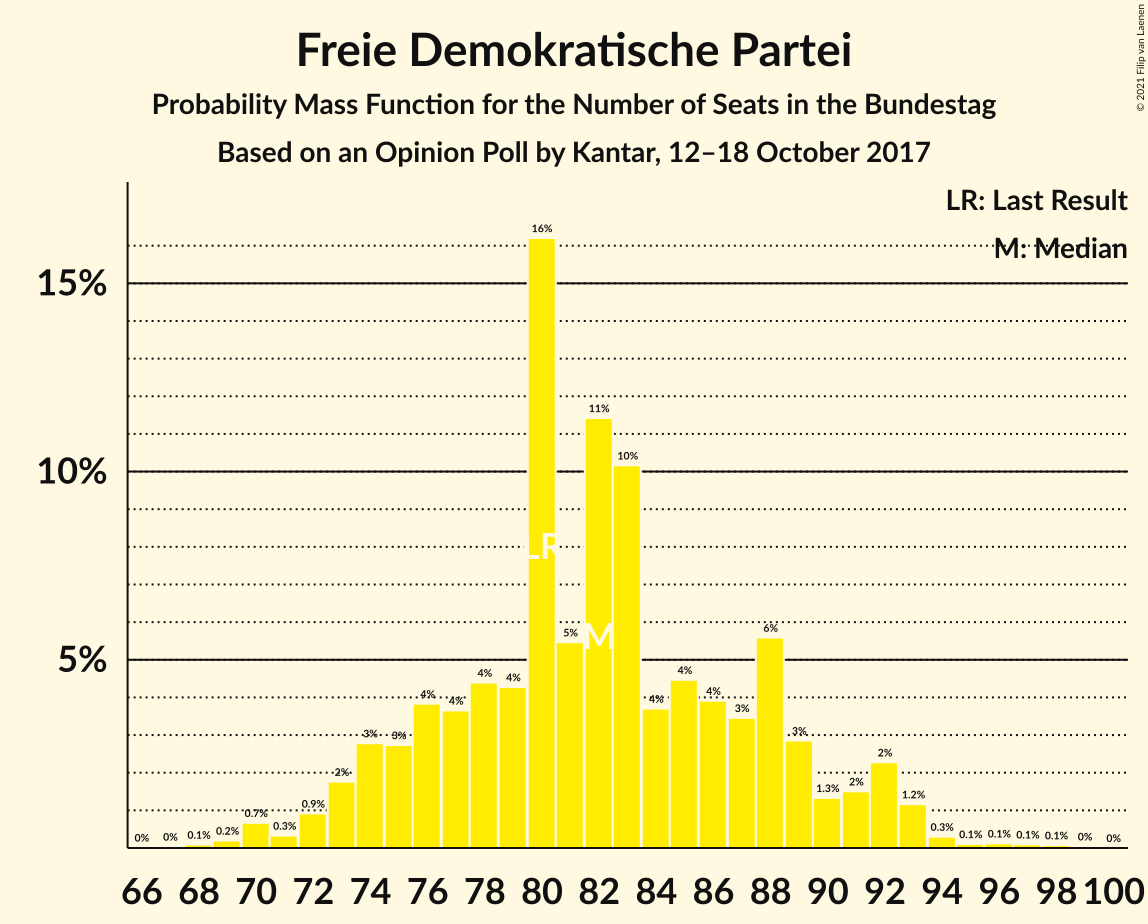 Freie Demokratische Partei
Probability Mass Function for the Number of Seats in the Bundestag
Based on an Opinion Poll by Kantar, 12–18 October 2017
© 2021 Filip van Laenen
LR: Last Result
M: Median
15%
10%
5%
0% 0% 0.1% 0.2% 0.7% 0.3% 0.9% 2% 3% 3% 4% 4% 4% 4% 16% 5% 11% 10% 4% 4% 4% 3% 6% 3% 1.3% 2% 2% 1.2% 0.3% 0.1% 0.1% 0.1% 0.1% 0% 0%
LR
M
66 68 70 72 74 76 78 80 82 84 86 88 90 92 94 96 98 100